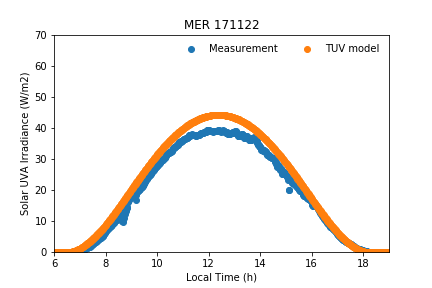 MER 171122
Measurement TUV model
Solar UVA Irradiance (W/m2)
70
60
50
40
30
20
10
0
6 8 10 12 14 16 18
Local Time (h)